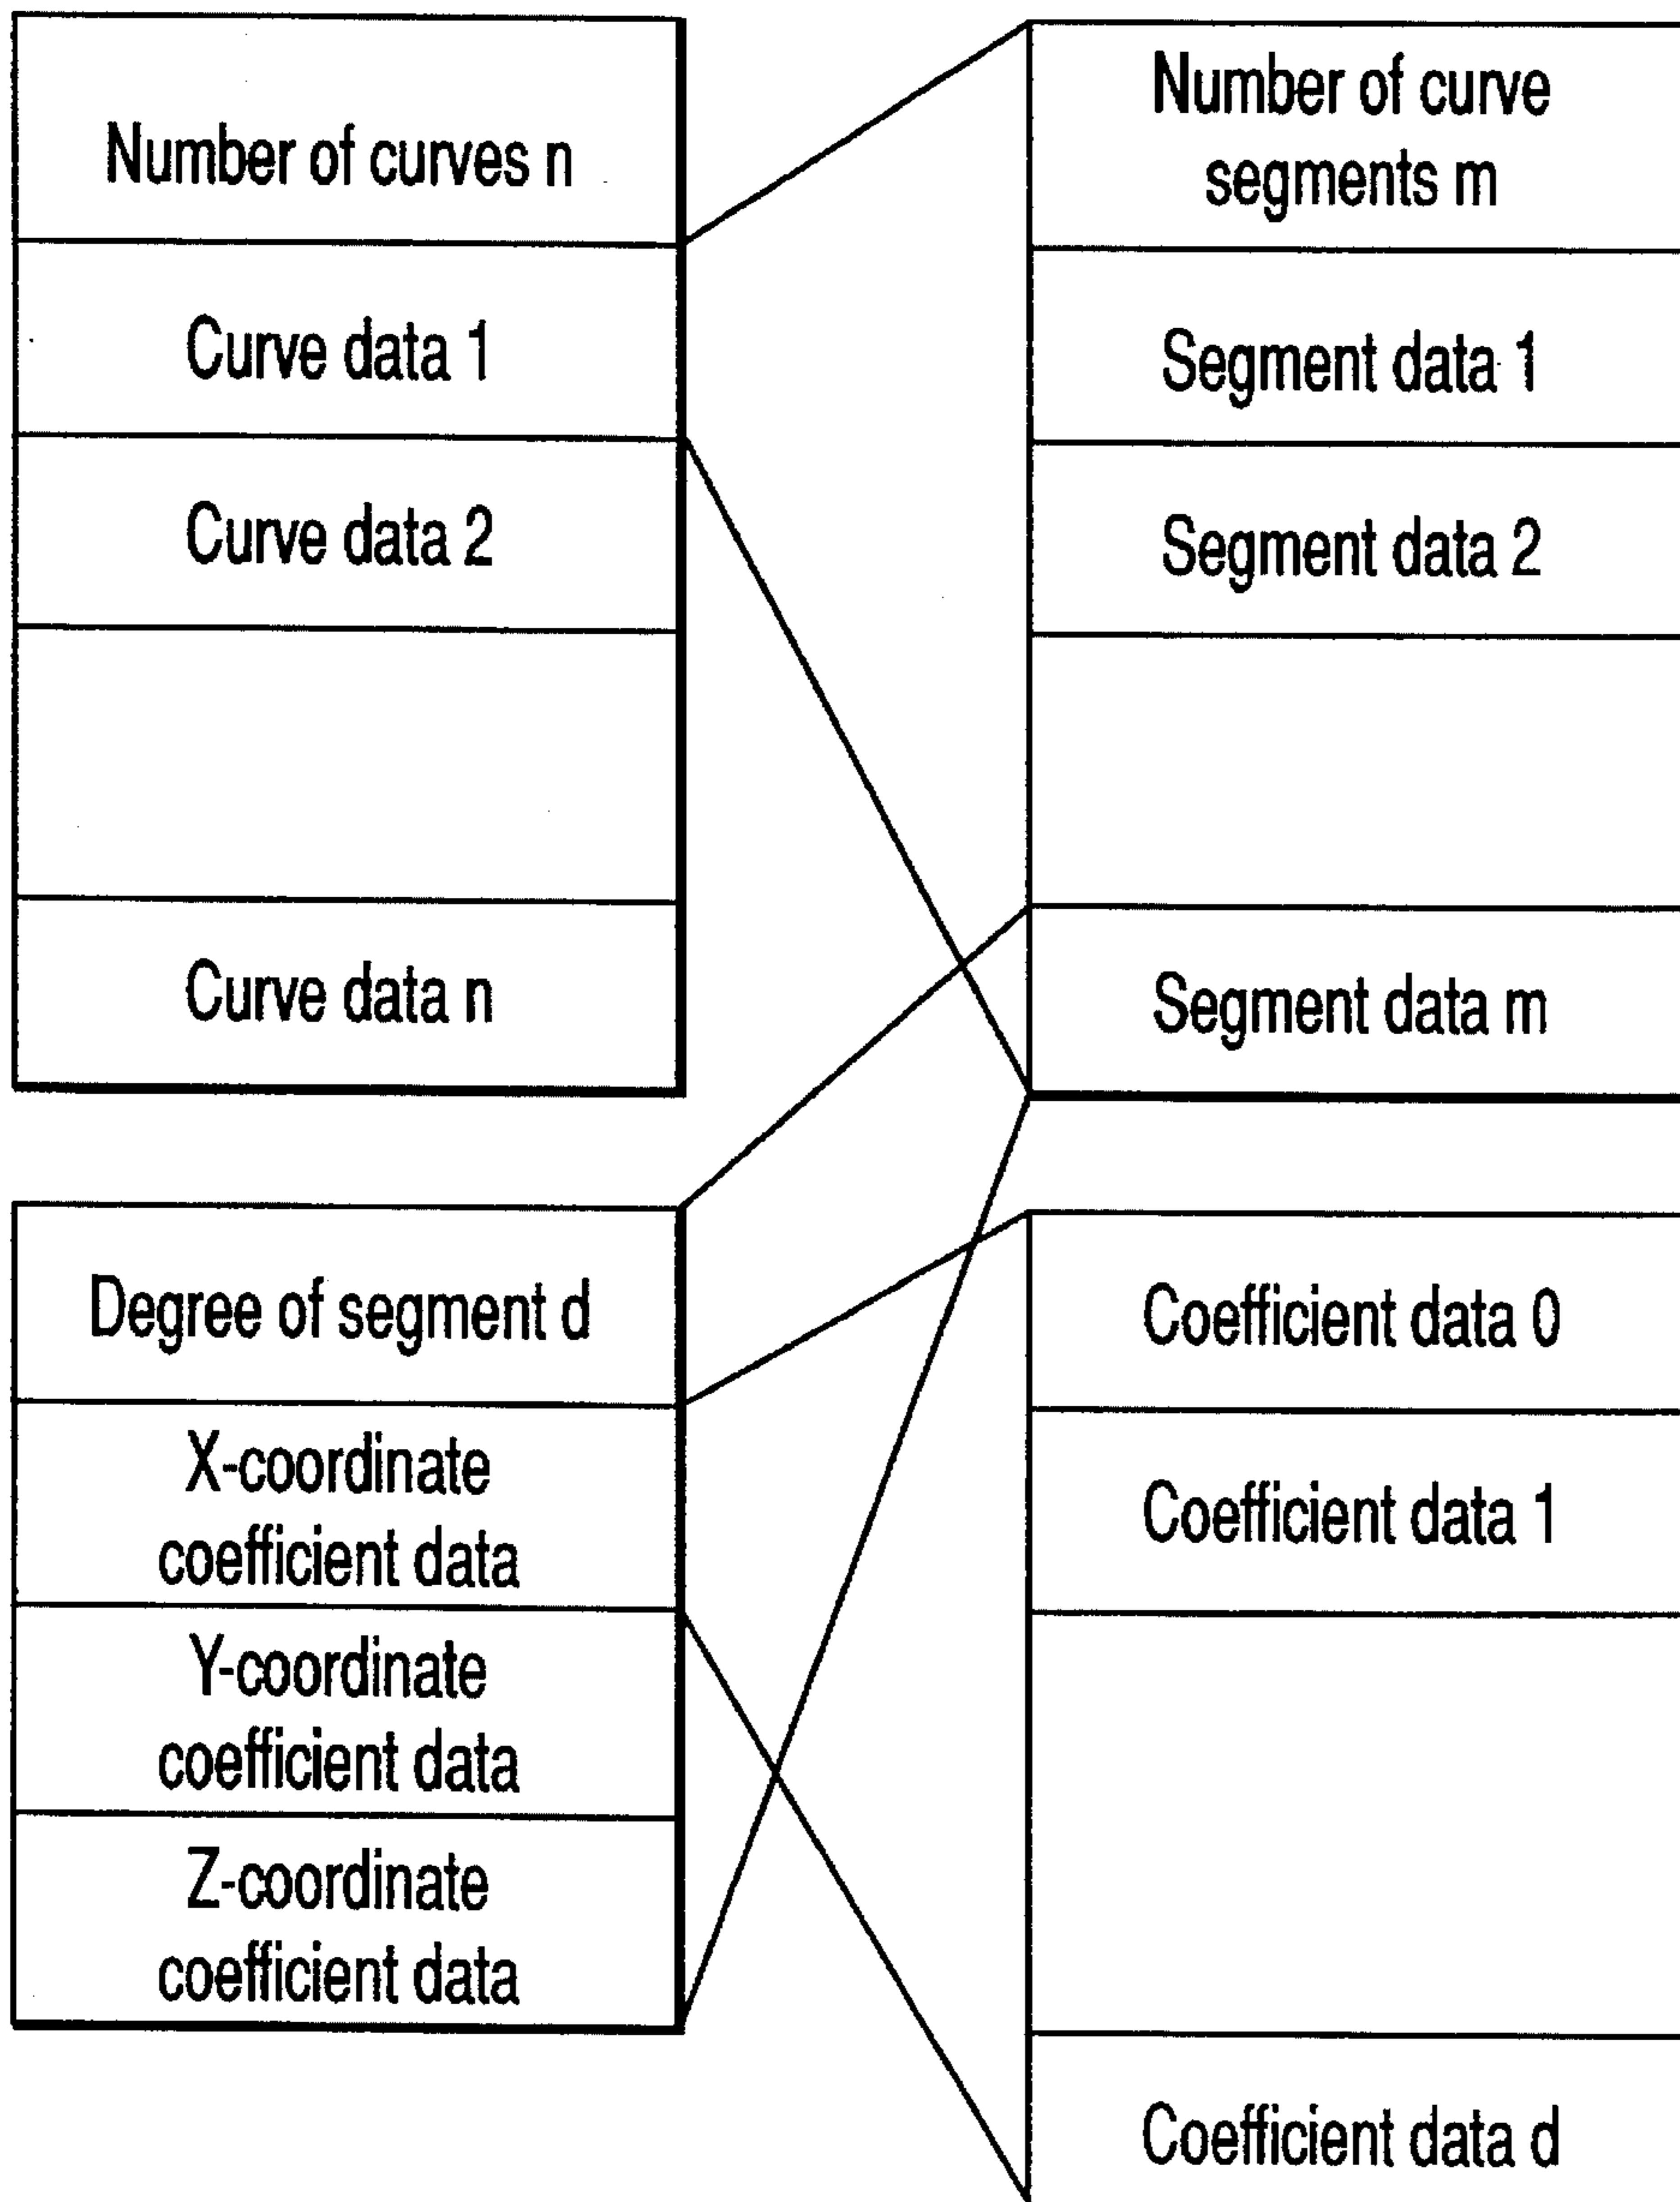 Number of curves n
Curve data 1
Curve data 2
Curve data n
Number of curve
segments m
Segment data 1
Segment data 2
Segment data m
Degree of segment d
X-coordinate
coefficient data
Y-coordinate
coefficient data
Z-coordinate
coefficient data
Coefficient data 0
Coefficient data 1
Coefficient data d